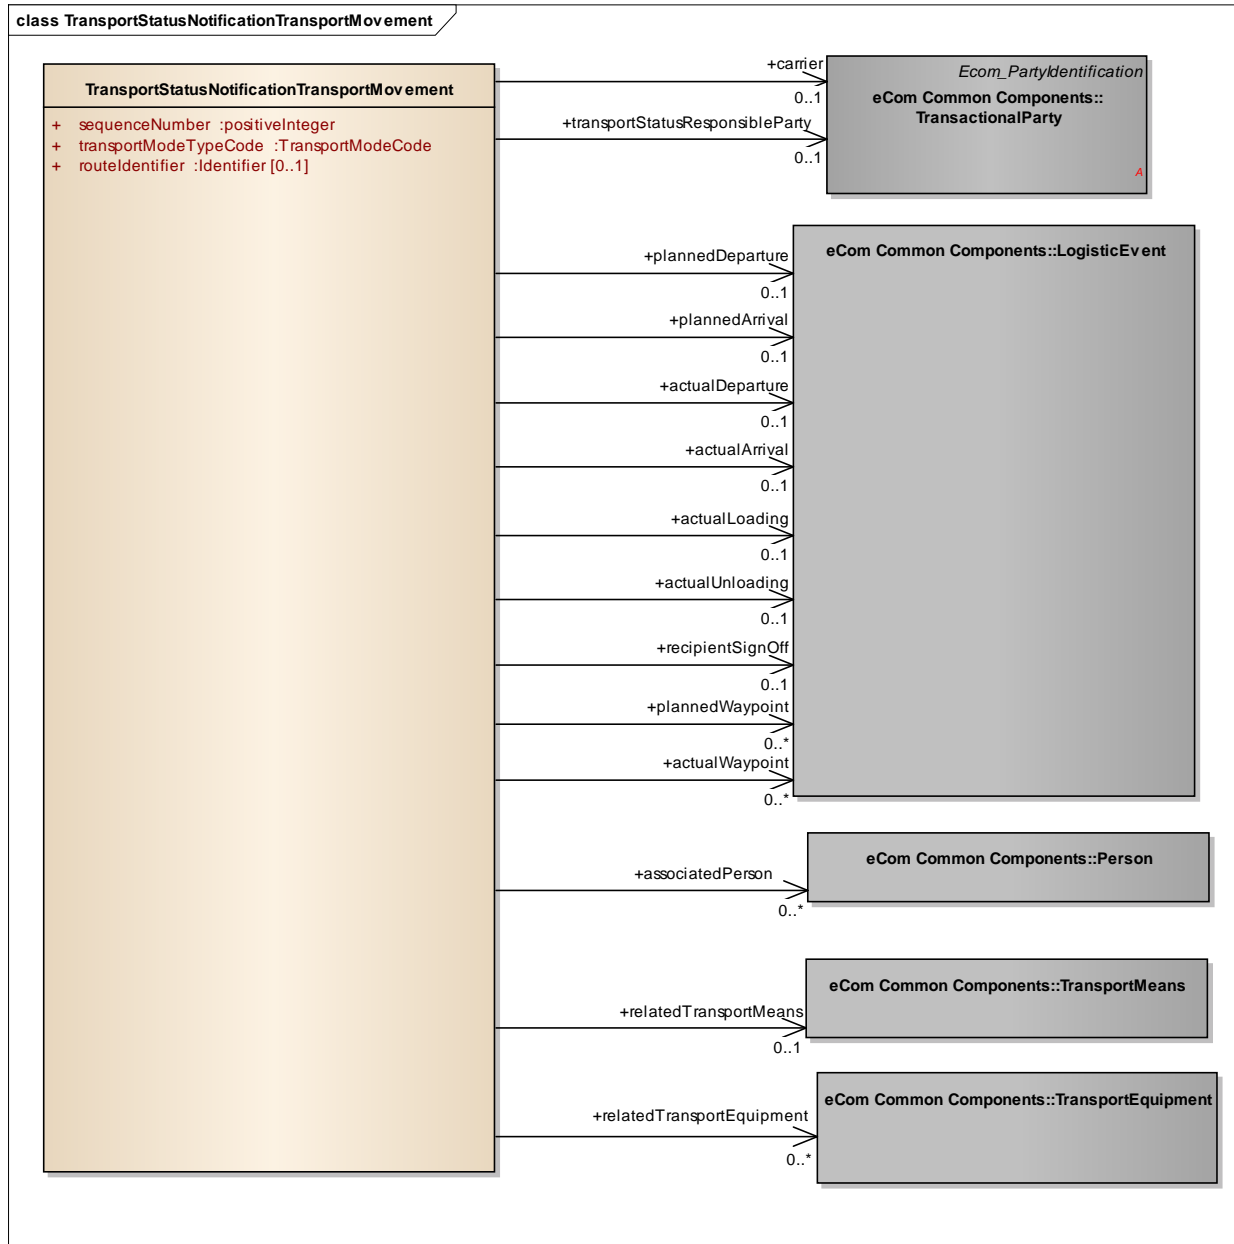 class TransportStatusNotificationTransportMovement
TransportStatusNotificationTransportMovement
+ sequenceNumber :positiveInteger
+ transportModeTypeCode :TransportModeCode
+ routeIdentifier :Identifier [0..1]
+carrier
0..1
+transportStatusResponsibleParty
0..1
Ecom_PartyIdentification
eCom Common Components::
TransactionalParty
A
+plannedDeparture
0..1
+plannedArrival
0..1
+actualDeparture
0..1
+actualArrival
0..1
+actualLoading
0..1
+actualUnloading
0..1
+recipientSignOff
0..1
+plannedWaypoint
0..*
+actualWaypoint
0..*
eCom Common Components::LogisticEvent
+associatedPerson
0..*
eCom Common Components::Person
+relatedTransportMeans
0..1
eCom Common Components::TransportMeans
+relatedTransportEquipment
0..*
eCom Common Components::TransportEquipment